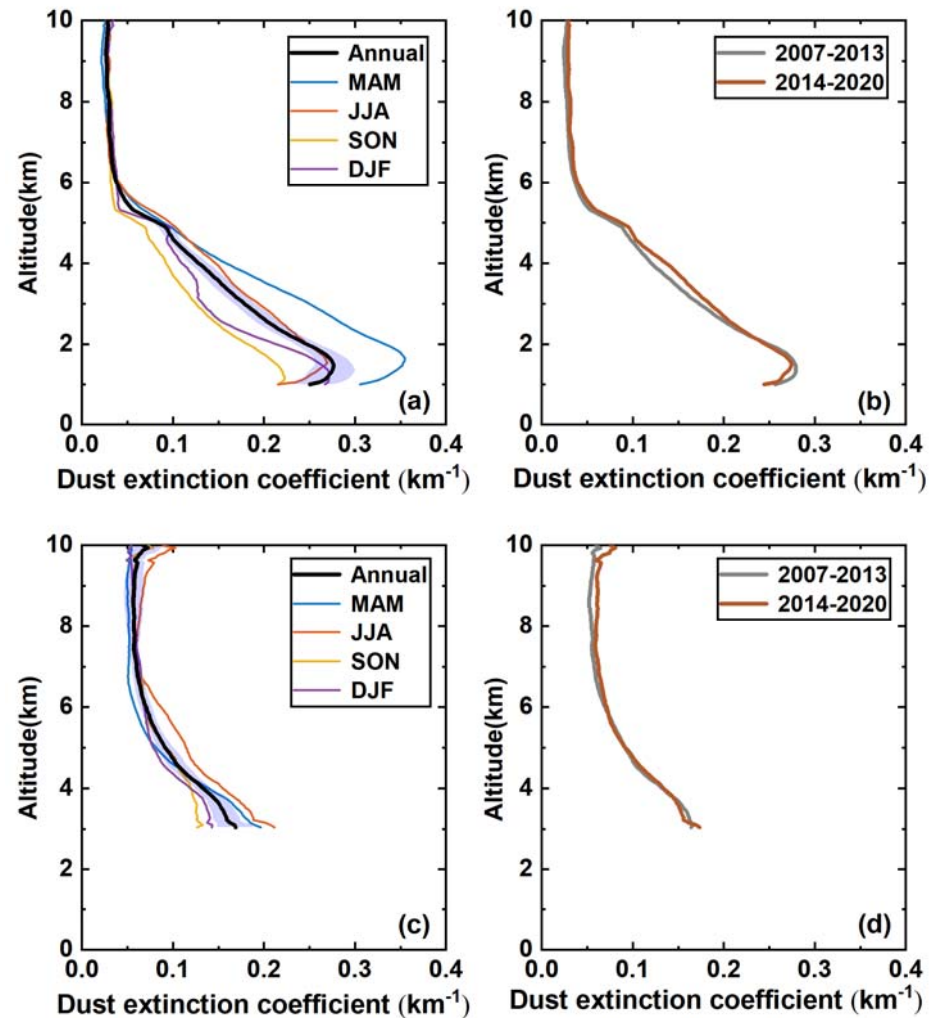 10
8
6
4
2
0
Altitude(km)
Annual
MAM
JJA
SON
DJF
(a)
0.0 0.1 0.2 0.3 0.4
Dust extinction coefficient (km⁻¹)
10
8
6
4
2
0
Altitude(km)
2007-2013
2014-2020
(b)
0.0 0.1 0.2 0.3 0.4
Dust extinction coefficient (km⁻¹)
10
8
6
4
2
0
Altitude(km)
Annual
MAM
JJA
SON
DJF
(c)
0.0 0.1 0.2 0.3 0.4
Dust extinction coefficient (km⁻¹)
10
8
6
4
2
0
Altitude(km)
2007-2013
2014-2020
(d)
0.0 0.1 0.2 0.3 0.4
Dust extinction coefficient (km⁻¹)